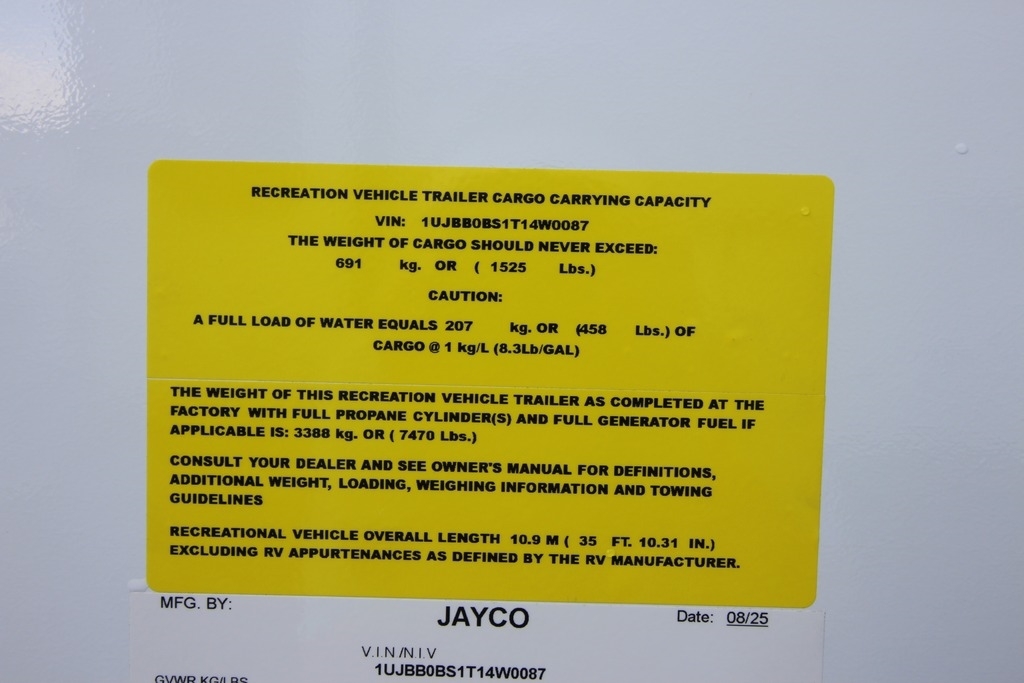 RECREATION VEHICLE TRAILER CARGO CARRYING CAPACITY
VIN: 1UJBB0BS1T14W0087
THE WEIGHT OF CARGO SHOULD NEVER EXCEED:
691 kg. OR ( 1525 Lbs.)
CAUTION:
A FULL LOAD OF WATER EQUALS 207 kg. OR (458 Lbs.) OF
CARGO @ 1 kg/L (8.3Lb/GAL)
THE WEIGHT OF THIS RECREATION VEHICLE TRAILER AS COMPLETED AT THE
FACTORY WITH FULL PROPANE CYLINDER(S) AND FULL GENERATOR FUEL IF
APPLICABLE IS: 3388 kg. OR ( 7470 Lbs.)
CONSULT YOUR DEALER AND SEE OWNER'S MANUAL FOR DEFINITIONS,
ADDITIONAL WEIGHT, LOADING, WEIGHING INFORMATION AND TOWING
GUIDELINES
RECREATIONAL VEHICLE OVERALL LENGTH 10.9 M ( 35 FT. 10.31 IN.)
EXCLUDING RV APPURTENANCES AS DEFINED BY THE RV MANUFACTURER.
MFG. BY: JAYCO Date: 08/25
V.I.N/N.I.V
1UJBB0BS1T14W0087
GVWR KG/LBS